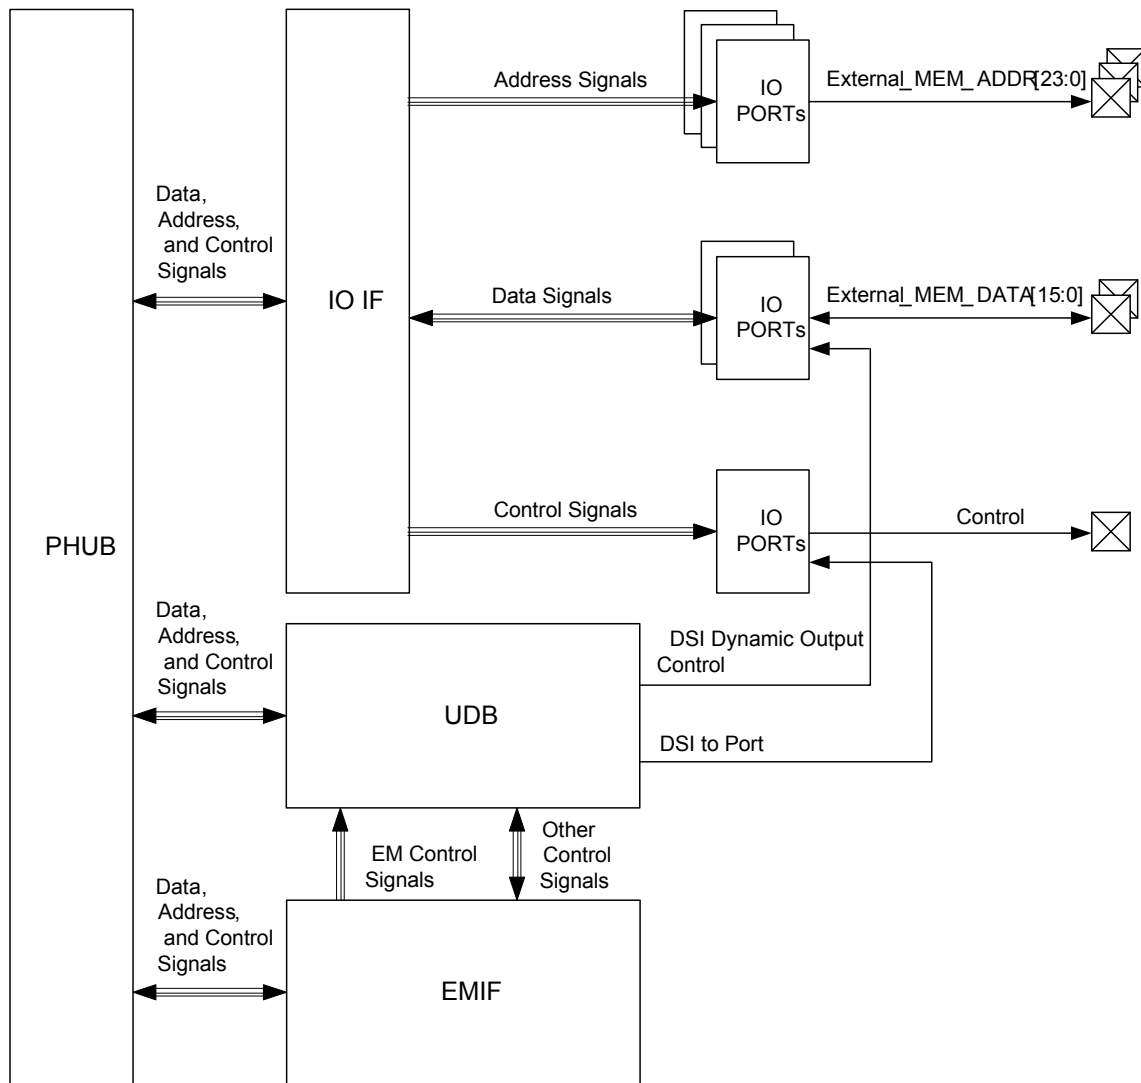 Address Signals
IO
PORTs
External_MEM_ADDR[23:0]
Data,
Address,
and Control
Signals
IO IF
Data Signals
IO
PORTs
External_MEM_DATA[15:0]
Control Signals
IO
PORTs
Control
PHUB
Data,
Address,
and Control
Signals
UDB
DSI Dynamic Output
Control
DSI to Port
EM Control
Signals
Other
Control
Signals
Data,
Address,
and Control
Signals
EMIF